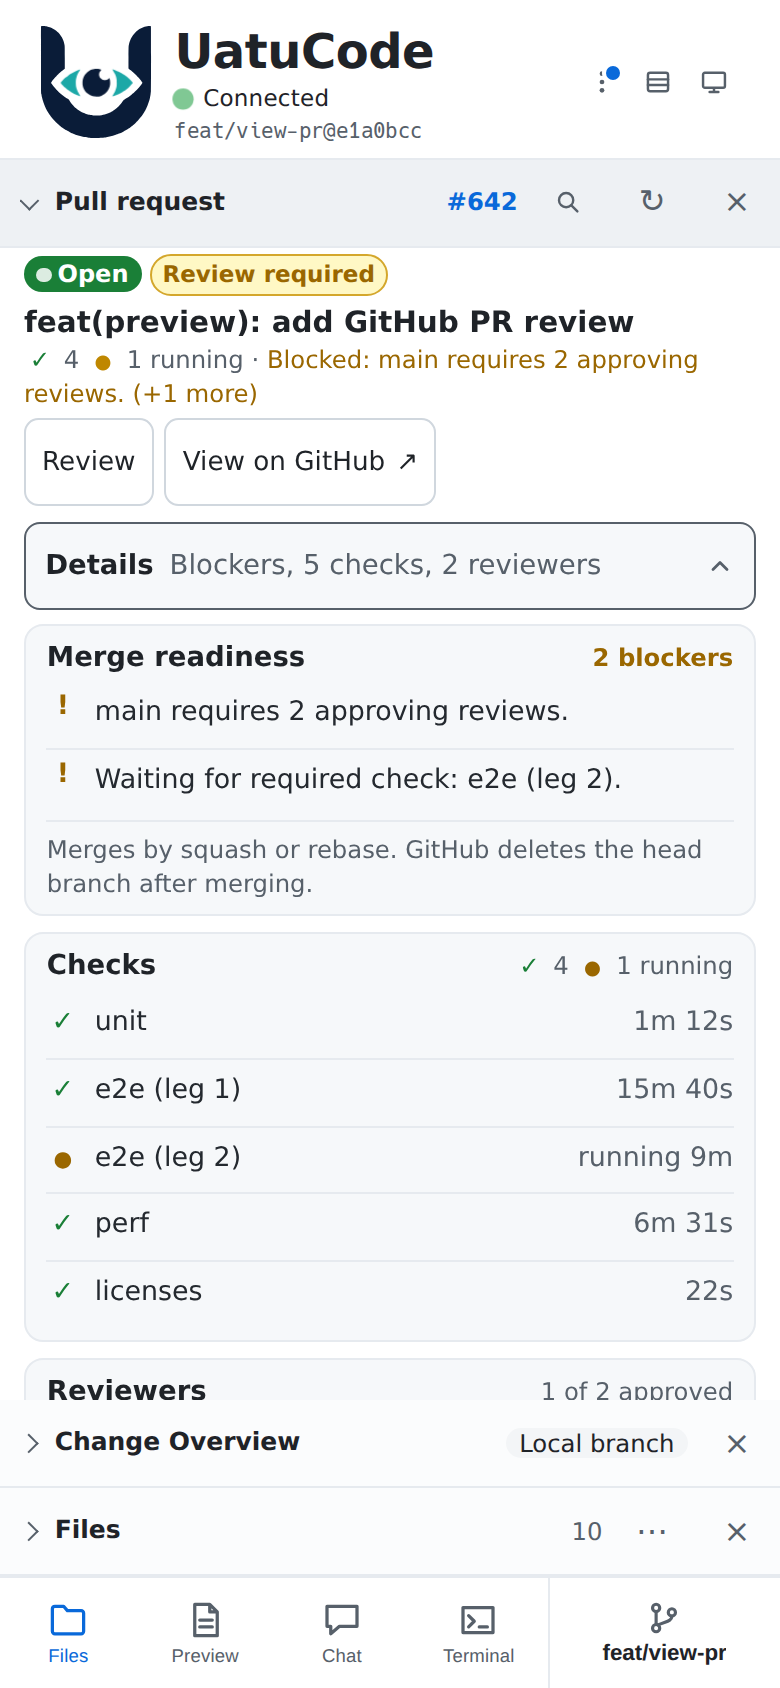 UatuCode
Connected
feat/view-pr@e1a0bcc
Pull request #642
Open Review required
feat(preview): add GitHub PR review
✓ 4 ● 1 running · Blocked: main requires 2 approving
reviews. (+1 more)
Review View on GitHub ↗
Details Blockers, 5 checks, 2 reviewers
Merge readiness 2 blockers
! main requires 2 approving reviews.
! Waiting for required check: e2e (leg 2).
Merges by squash or rebase. GitHub deletes the head
branch after merging.
Checks ✓ 4 ● 1 running
✓ unit 1m 12s
✓ e2e (leg 1) 15m 40s
● e2e (leg 2) running 9m
✓ perf 6m 31s
✓ licenses 22s
Reviewers 1 of 2 approved
Change Overview Local branch
Files 10 ···
Files Preview Chat Terminal feat/view-pr